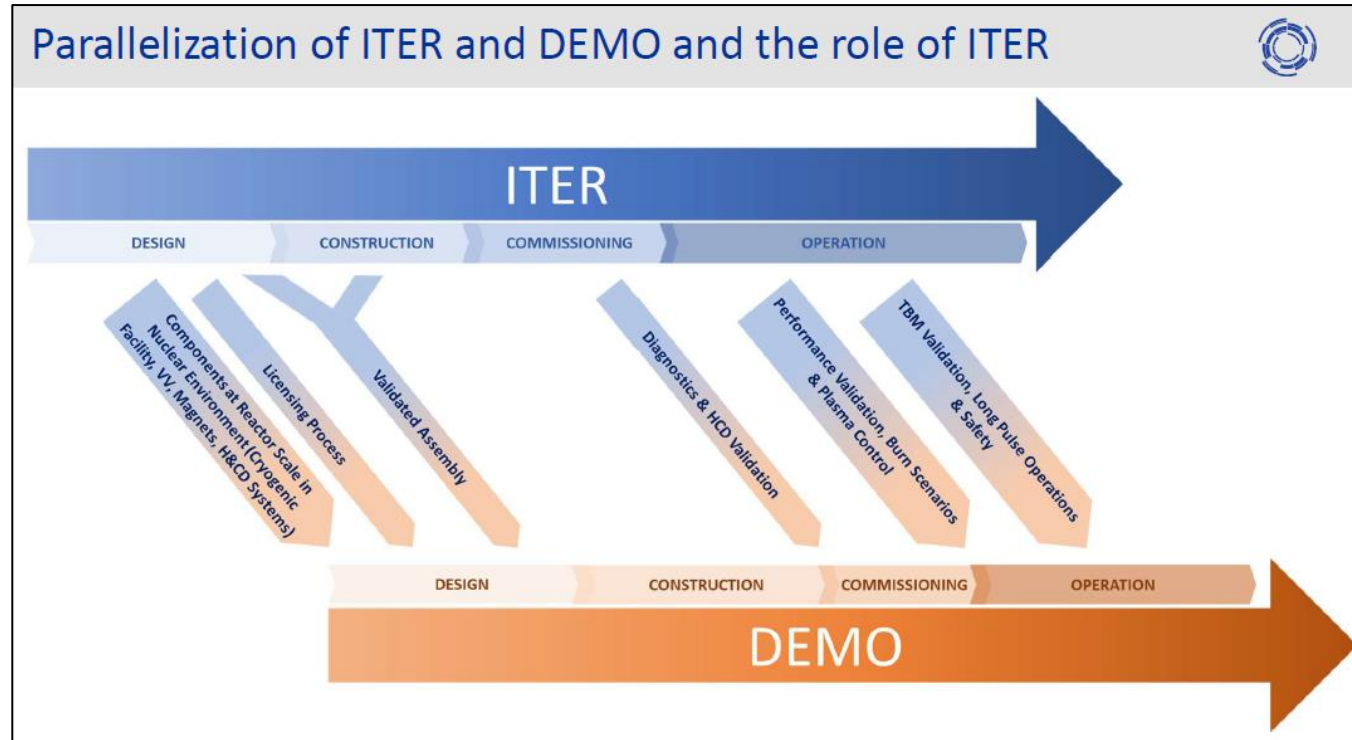 Parallelization of ITER and DEMO and the role of ITER
ITER
DESIGN
CONSTRUCTION
COMMISSIONING
OPERATION
Components at Reactor Scale in
Nuclear Environment (Cryogenic
Facility, VV, Magnets, H&CD Systems)
Licensing Process
Validated Assembly
Diagnostics & HCD Validation
Performance Validation, Burn Scenarios
& Plasma Control
TBM Validation, Long Pulse Operations
& Safety
DESIGN
CONSTRUCTION
COMMISSIONING
OPERATION
DEMO